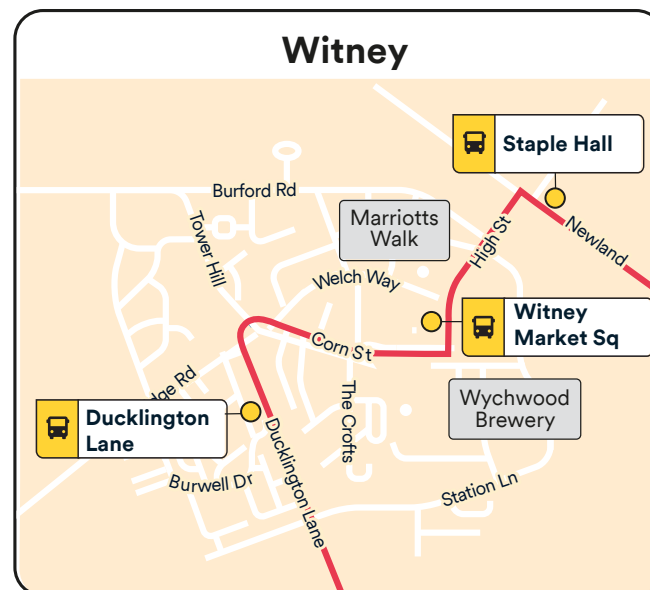 Witney
Staple Hall
Burford Rd
Marriotts
Walk
Tower Hill
High St
Newland
Welch Way
Witney
Market Sq
Corn St
Wychwood
Brewery
The Crofts
Rd
Ducklington
Lane
Ducklington Lane
Burwell Dr
Station Ln